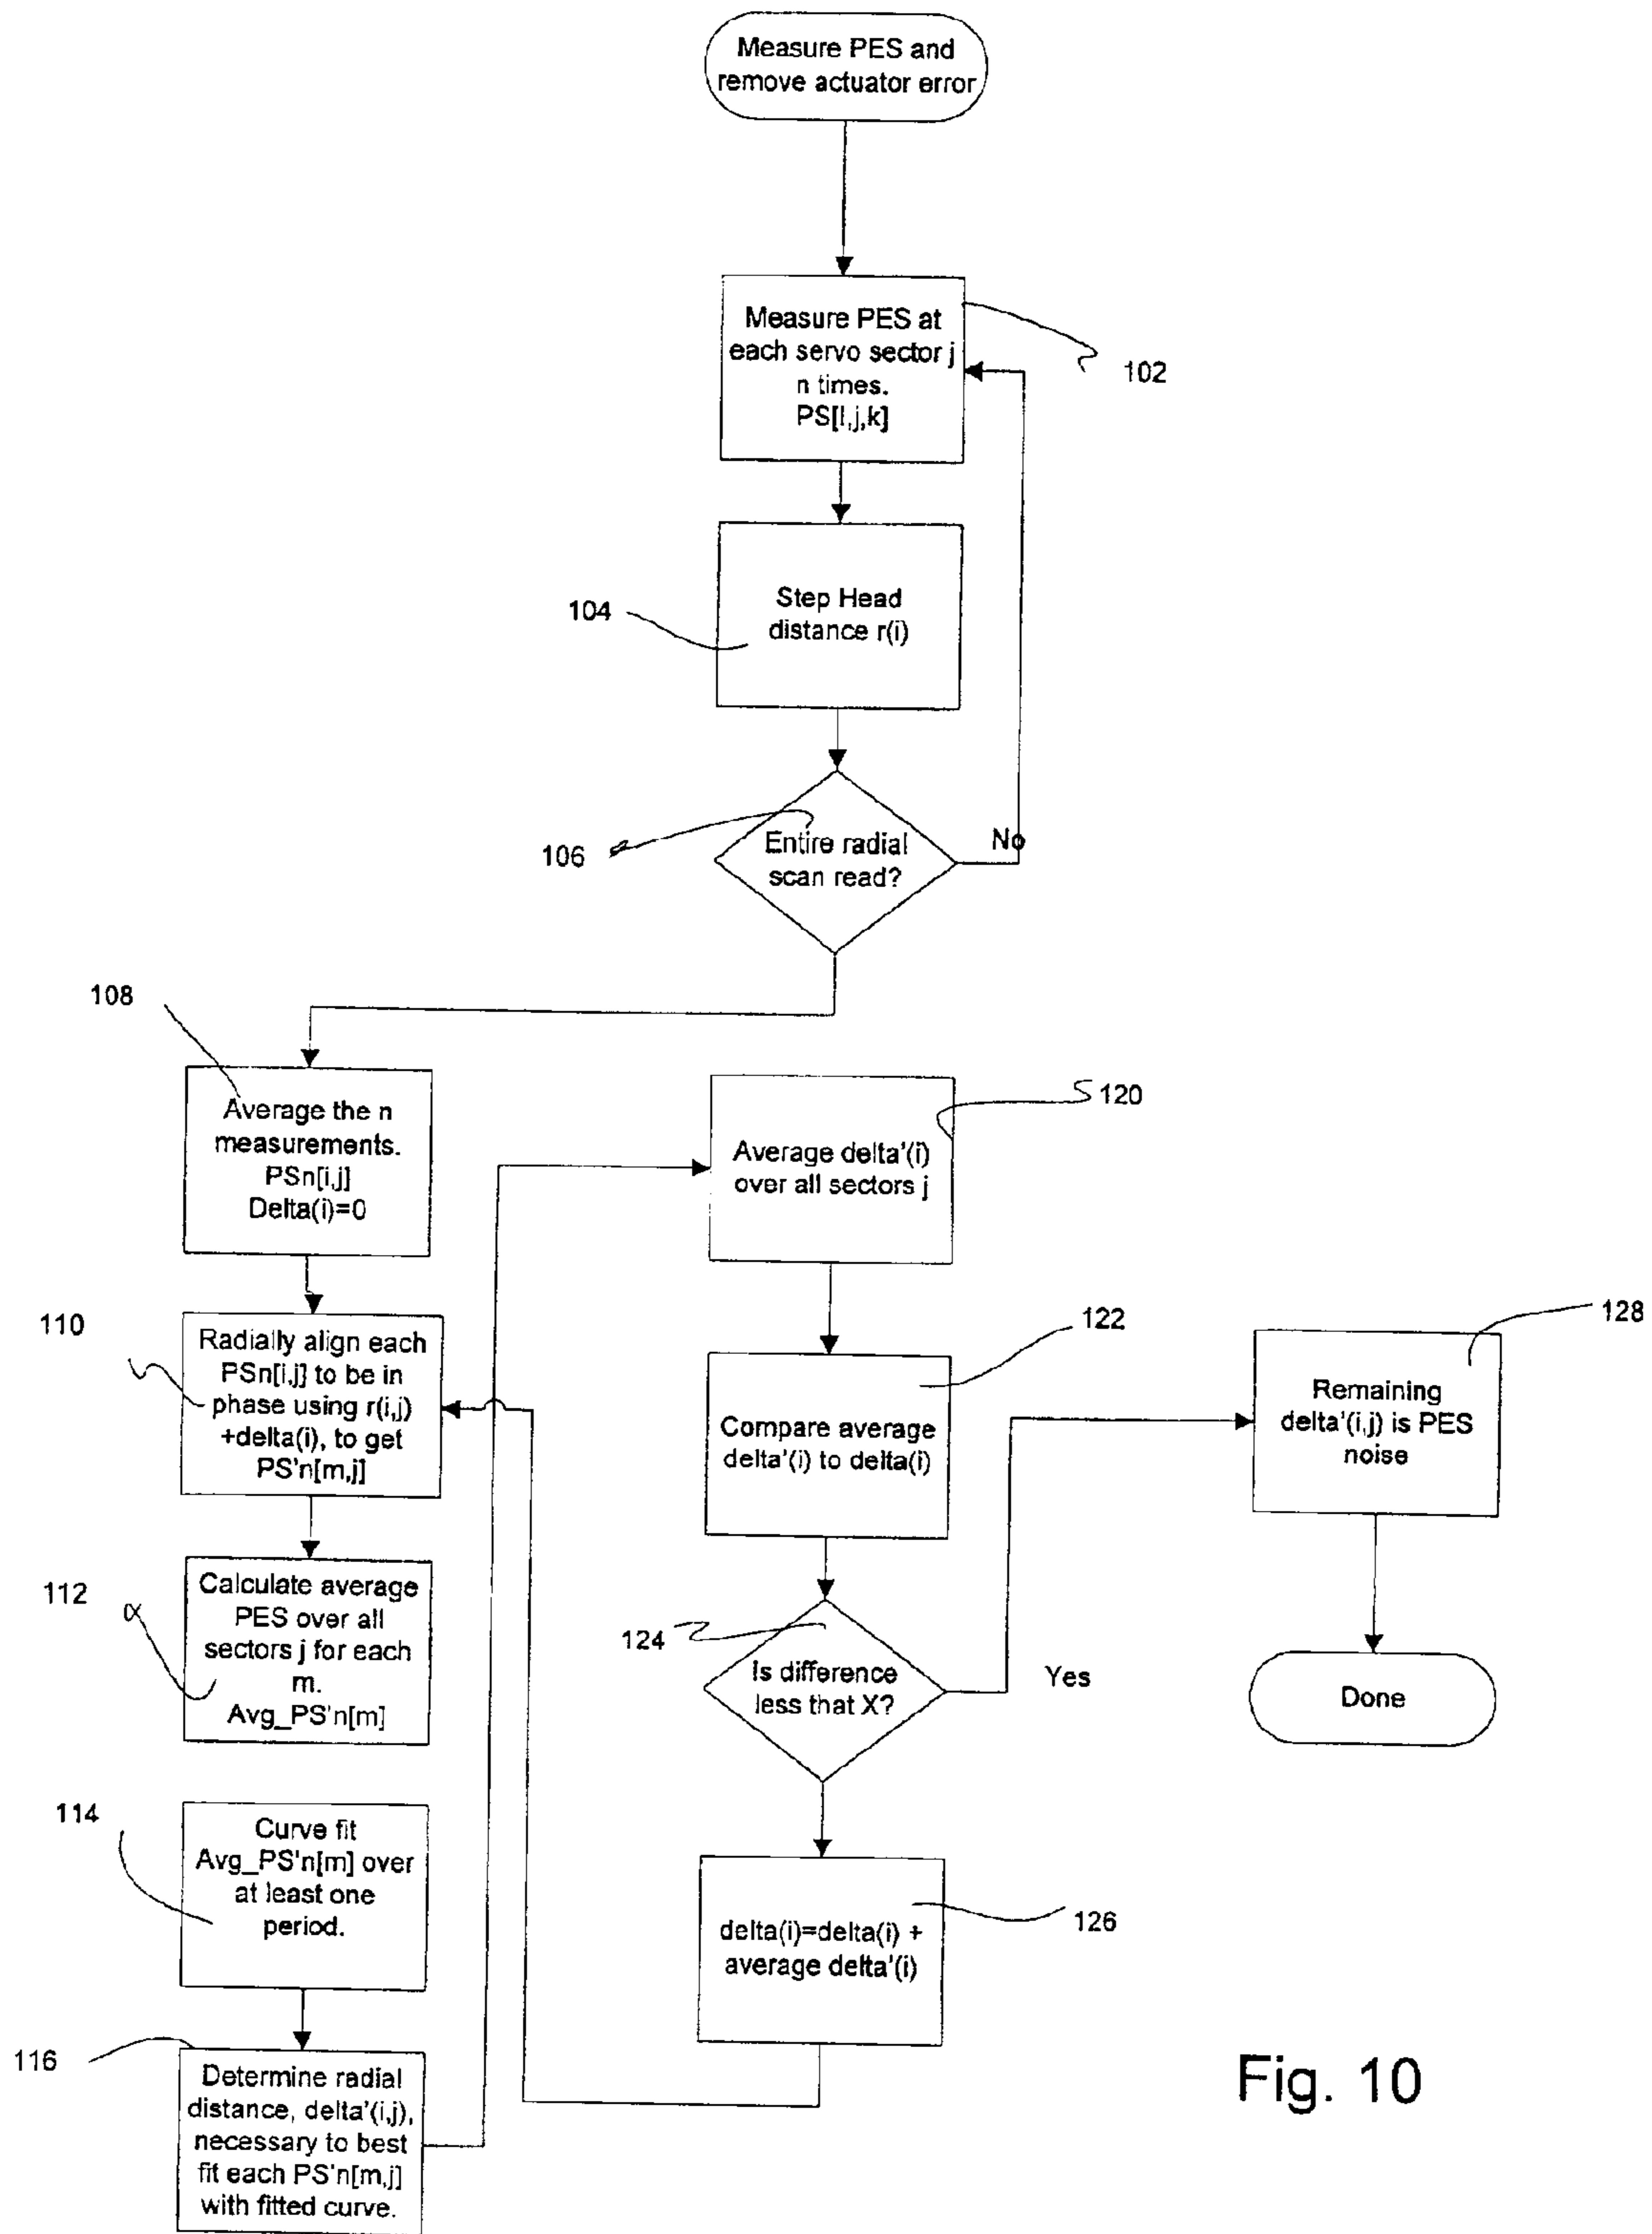 Measure PES and
remove actuator error
Measure PES at
each servo sector j
n times.
PS[I,j,k]
102
Step Head
distance r(i)
104
Entire radial
scan read?
106
No
108
Average the n
measurements.
PSn[i,j]
Delta(i)=0
110
Radially align each
PSn[i,j] to be in
phase using r(i,j)
+delta(i), to get
PS'n[m,j]
112
Calculate average
PES over all
sectors j for each
m.
Avg_PS'n[m]
114
Curve fit
Avg_PS'n[m] over
at least one
period.
116
Determine radial
distance, delta'(i,j),
necessary to best
fit each PS'n[m,j]
with fitted curve.
120
Average delta'(i)
over all sectors j
122
Compare average
delta'(i) to delta(i)
124
Is difference
less that X?
Yes
126
delta(i)=delta(i) +
average delta'(i)
128
Remaining
delta'(i,j) is PES
noise
Done
Fig. 10